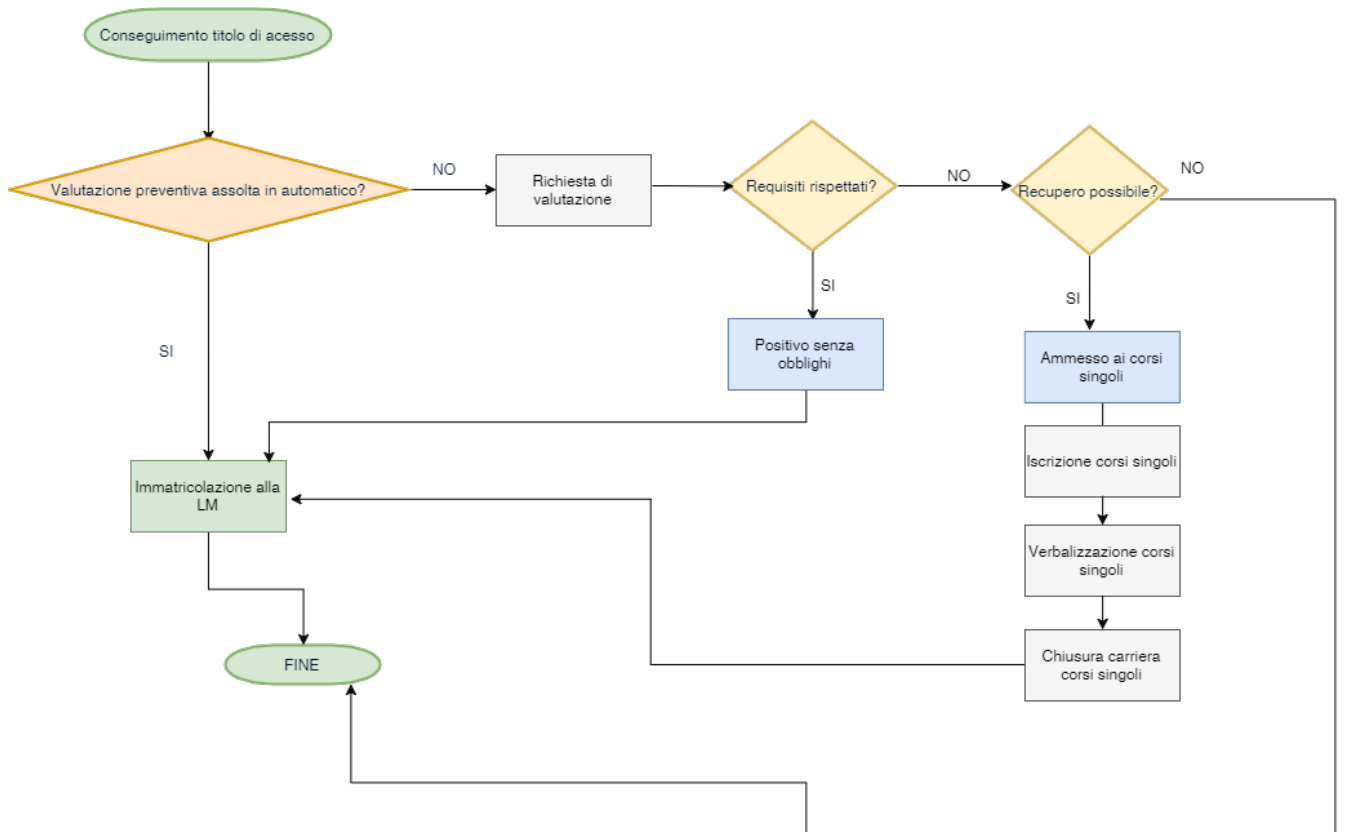 Conseguimento titolo di acesso
Valutazione preventiva assolta in automatico?
NO
Richiesta di
valutazione
Requisiti rispettati?
NO
Recupero possibile?
NO
SI
Positivo senza
obblighi
SI
Ammesso ai corsi
singoli
SI
Iscrizione corsi singoli
Immatricolazione alla
LM
Verbalizzazione corsi
singoli
Chiusura carriera
corsi singoli
FINE